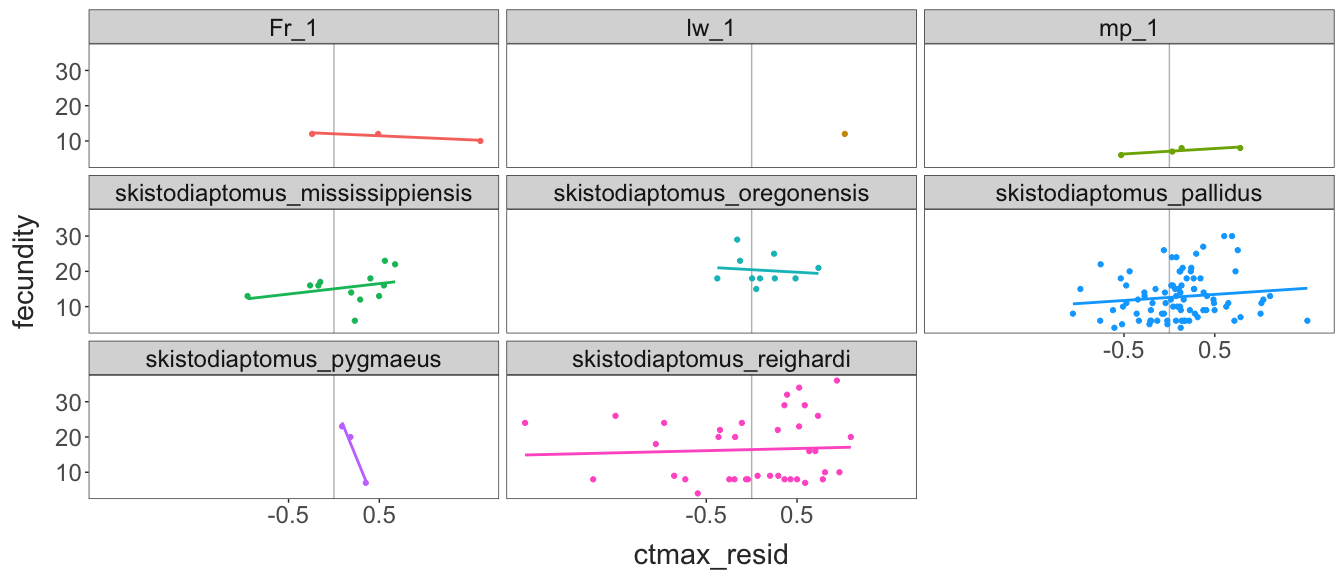 Fr_1 lw_1 mp_1
30
20
10
skistodiaptomus_mississippiensis skistodiaptomus_oregonensis skistodiaptomus_pallidus
30
20
10
-0.5 0.5
skistodiaptomus_pygmaeus skistodiaptomus_reighardi
30
20
10
-0.5 0.5 -0.5 0.5
ctmax_resid
fecundity